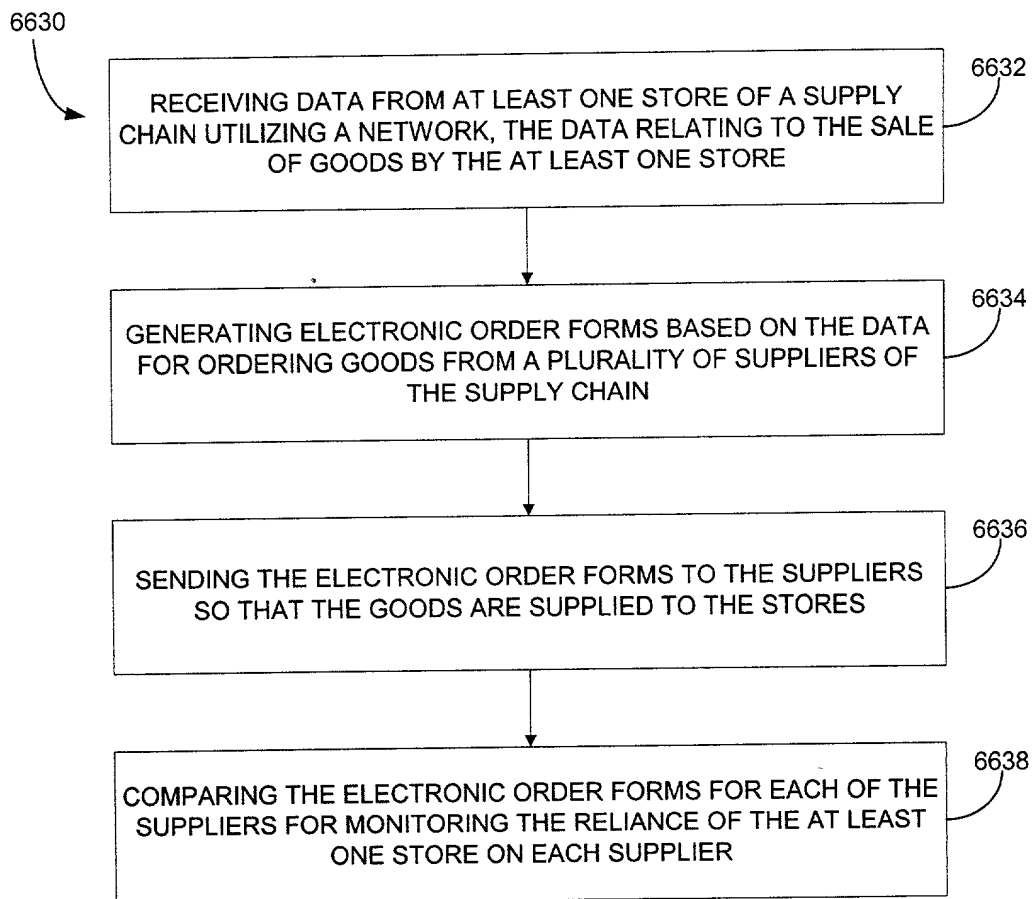 6630
6632
RECEIVING DATA FROM AT LEAST ONE STORE OF A SUPPLY
CHAIN UTILIZING A NETWORK, THE DATA RELATING TO THE SALE
OF GOODS BY THE AT LEAST ONE STORE
6634
GENERATING ELECTRONIC ORDER FORMS BASED ON THE DATA
FOR ORDERING GOODS FROM A PLURALITY OF SUPPLIERS OF
THE SUPPLY CHAIN
6636
SENDING THE ELECTRONIC ORDER FORMS TO THE SUPPLIERS
SO THAT THE GOODS ARE SUPPLIED TO THE STORES
6638
COMPARING THE ELECTRONIC ORDER FORMS FOR EACH OF THE
SUPPLIERS FOR MONITORING THE RELIANCE OF THE AT LEAST
ONE STORE ON EACH SUPPLIER